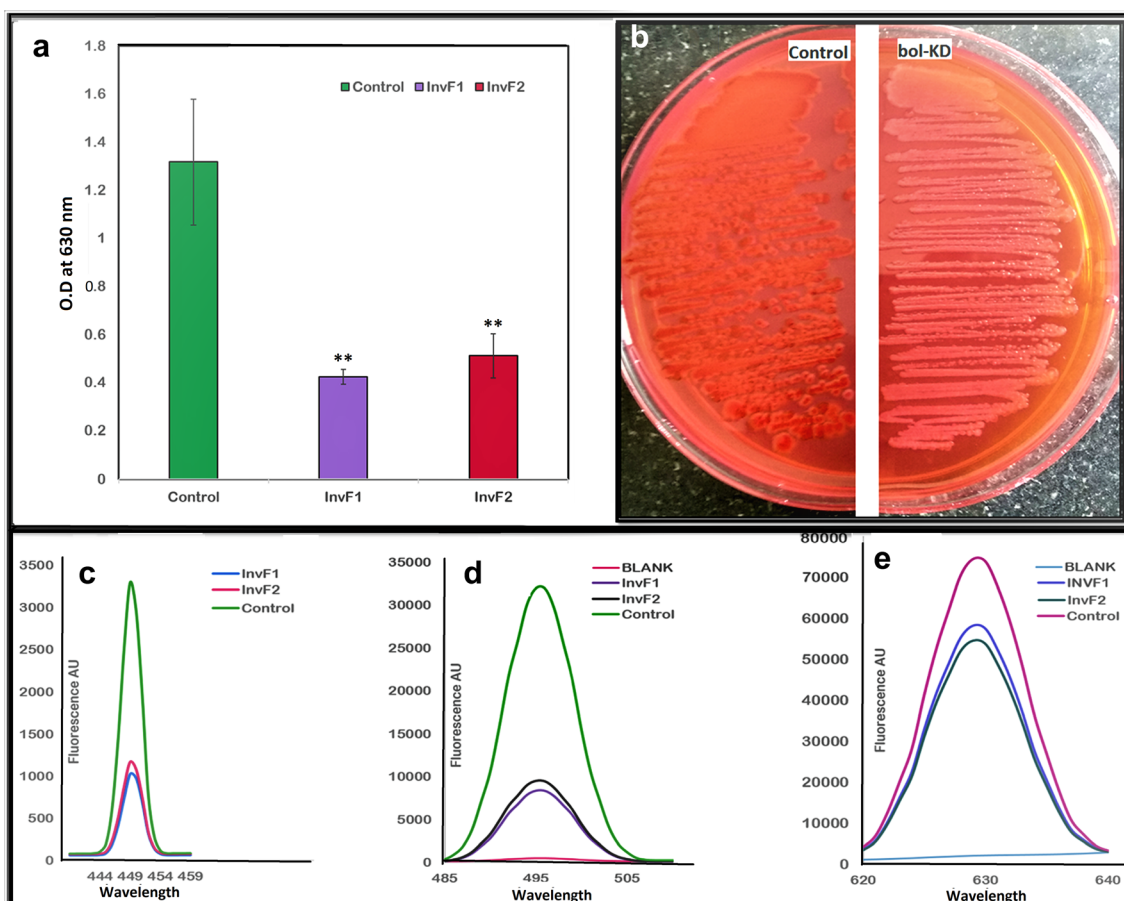 a
1.8
1.6
1.4
1.2
1
0.8
0.6
0.4
0.2
0
O.D at 630 nm
Control InvF1 InvF2
**
**
Control InvF1 InvF2
b
Control
bol-KD
c
3500
3000
2500
2000
1500
1000
500
0
Fluorescence AU
InvF1
InvF2
Control
444 449 454 459
Wavelength
d
35000
30000
25000
20000
15000
10000
5000
0
Fluorescence AU
BLANK
InvF1
InvF2
Control
485 495 505
Wavelength
e
80000
70000
60000
50000
40000
30000
20000
10000
0
Fluorescence AU
BLANK
INVF1
InvF2
Control
620 630 640
Wavelength